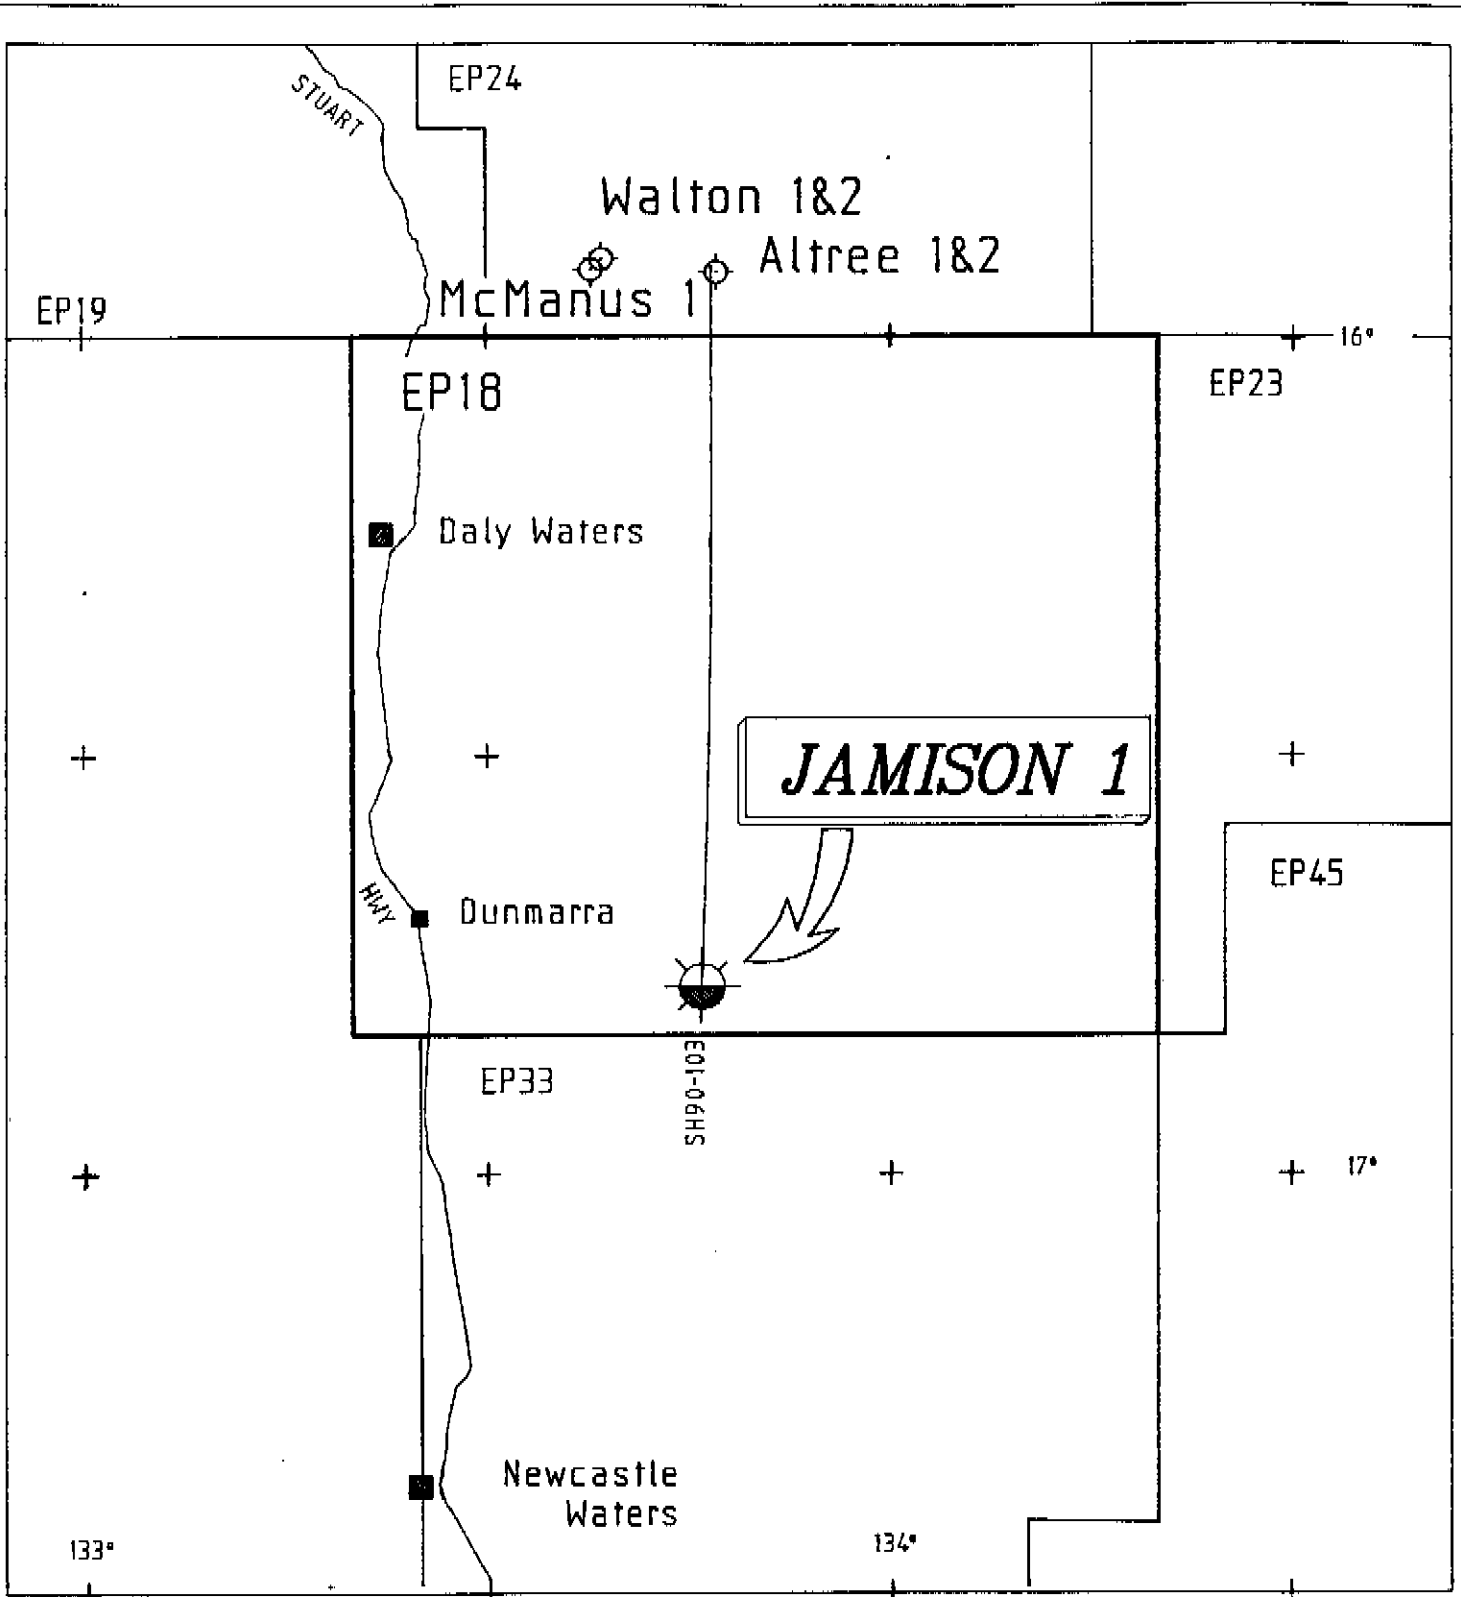 EP24
STUART
Walton 1&2
Altree 1&2
McManus 1
EP19
16°
EP18
EP23
Daly Waters
JAMISON 1
EP45
HWY
Dunmarra
EP33
SH90-103
17°
Newcastle
Waters
133°
134°